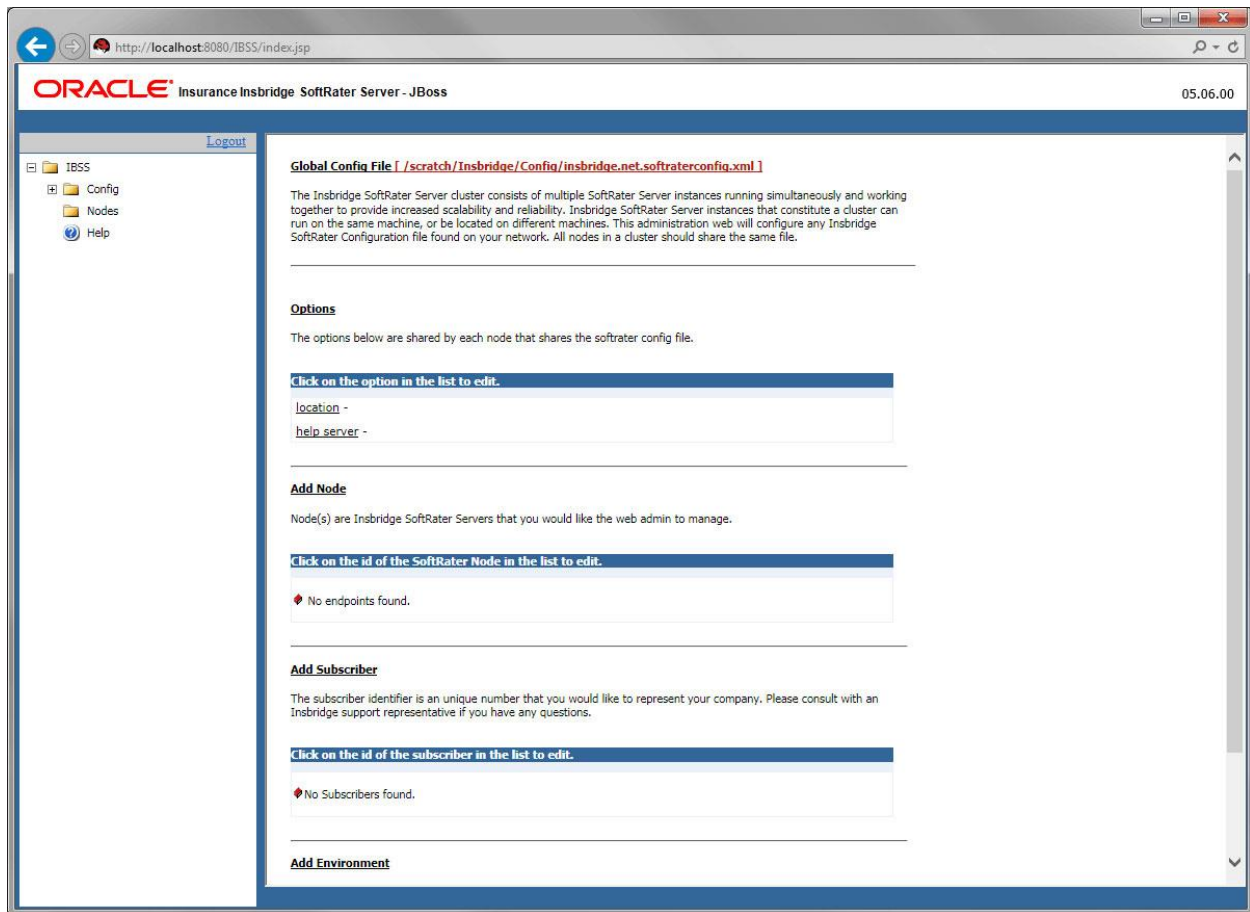 http://localhost:8080/IBSS/index.jsp
ORACLE® Insurance Insbridge SoftRater Server - JBoss
05.06.00
Logout
IBSS
Config
Nodes
Help
Global Config File [ /scratch/Insbridge/Config/insbridge.net.softraterconfig.xml ]
The Insbridge SoftRater Server cluster consists of multiple SoftRater Server instances running simultaneously and working
together to provide increased scalability and reliability. Insbridge SoftRater Server instances that constitute a cluster can
run on the same machine, or be located on different machines. This administration web will configure any Insbridge
SoftRater Configuration file found on your network. All nodes in a cluster should share the same file.
Options
The options below are shared by each node that shares the softrater config file.
Click on the option in the list to edit.
location -
help server -
Add Node
Node(s) are Insbridge SoftRater Servers that you would like the web admin to manage.
Click on the id of the SoftRater Node in the list to edit.
No endpoints found.
Add Subscriber
The subscriber identifier is an unique number that you would like to represent your company. Please consult with an
Insbridge support representative if you have any questions.
Click on the id of the subscriber in the list to edit.
No Subscribers found.
Add Environment